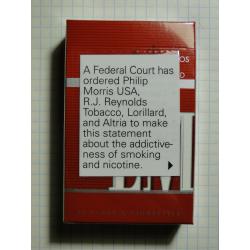 A Federal Court has
ordered Philip
Morris USA,
R.J. Reynolds
Tobacco, Lorillard,
and Altria to make
this statement
about the addictive-
ness of smoking
and nicotine.